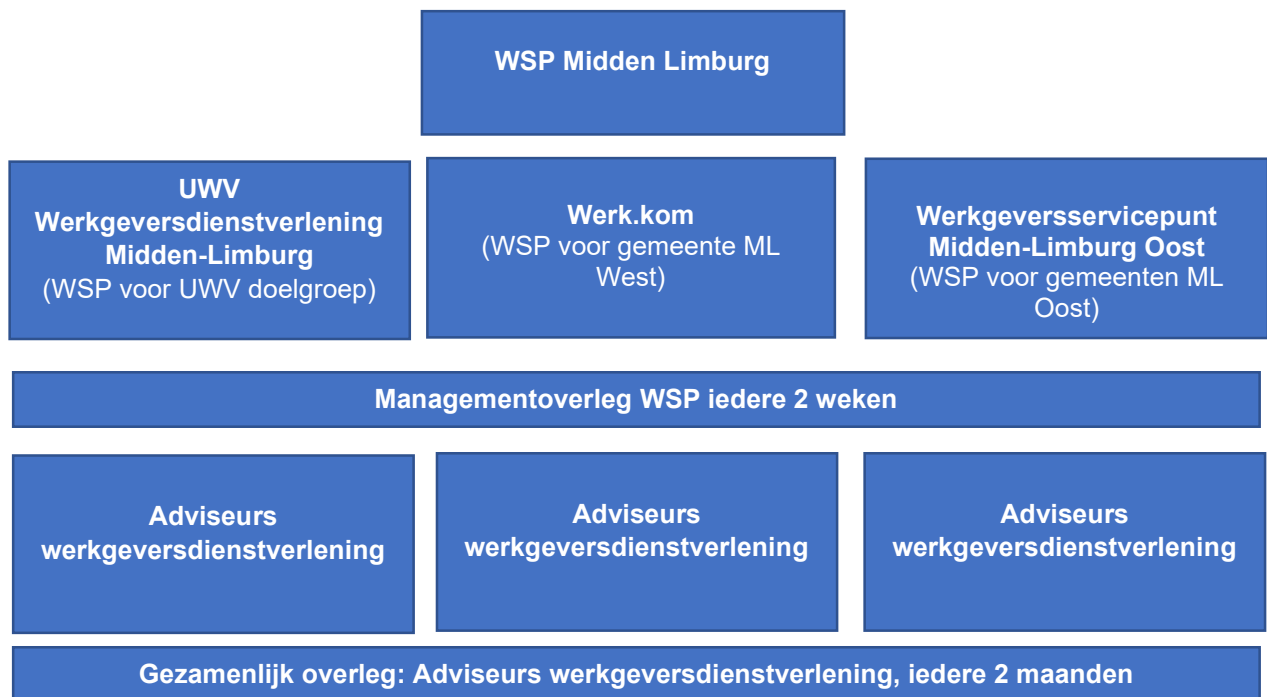 WSP Midden Limburg
UWV
Werkgeversdienstverlening
Midden-Limburg
(WSP voor UWV doelgroep)
Werk.kom
(WSP voor gemeente ML
West)
Werkgeversservicepunt
Midden-Limburg Oost
(WSP voor gemeenten ML
Oost)
Managementoverleg WSP iedere 2 weken
Adviseurs
werkgeversdienstverlening
Adviseurs
werkgeversdienstverlening
Adviseurs
werkgeversdienstverlening
Gezamenlijk overleg: Adviseurs werkgeversdienstverlening, iedere 2 maanden